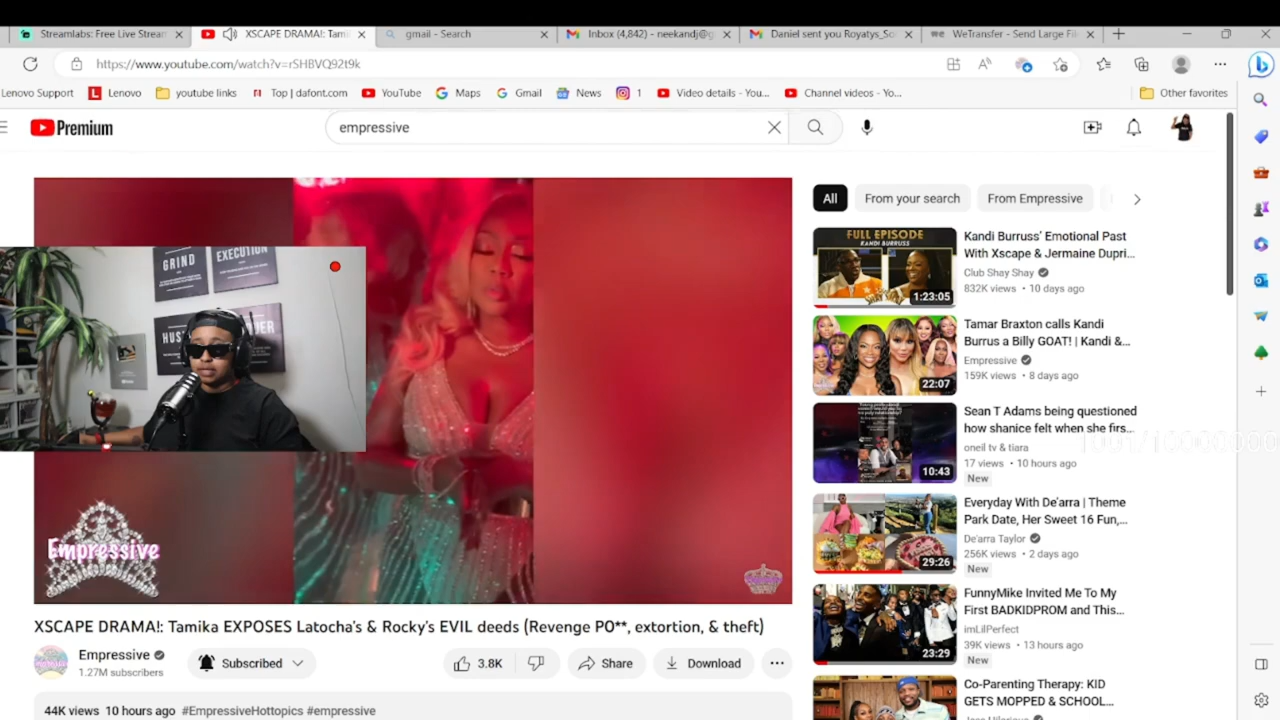 Streamlabs: Free Live Stream
XSCAPE DRAMA!: Tami
gmail - Search
Inbox (4,842) - neekandj@g
Daniel sent you Royatys_So
WeTransfer - Send Large Fil
https://www.youtube.com/watch?v=rSHBVQ92t9k
Lenovo Support
Lenovo
youtube links
Top | dafont.com
YouTube
Maps
Gmail
News
1
Video details - You...
Channel videos - Yo...
Other favorites
Premium
empressive
GRIND
EXECUTION
Empressive
All
From your search
From Empressive
FULL EPISODE
KANDI BURRUSS
1:23:05
Kandi Burruss' Emotional Past
With Xscape & Jermaine Dupri...
Club Shay Shay
832K views • 10 days ago
22:07
Tamar Braxton calls Kandi
Burrus a Billy GOAT! | Kandi &...
Empressive
159K views • 8 days ago
10:43
Sean T Adams being questioned
how shanice felt when she firs...
oneil tv & tiara
17 views • 10 hours ago
New
29:26
Everyday With De'arra | Theme
Park Date, Her Sweet 16 Fun,...
De'arra Taylor
256K views • 2 days ago
New
23:29
FunnyMike Invited Me To My
First BADKIDPROM and This...
imLilPerfect
39K views • 13 hours ago
New
Co-Parenting Therapy: KID
GETS MOPPED & SCHOOL...
XSCAPE DRAMA!: Tamika EXPOSES Latocha's & Rocky's EVIL deeds (Revenge PO**, extortion, & theft)
Empressive
1.27M subscribers
Subscribed
3.8K
Share
Download
44K views 10 hours ago #EmpressiveHolistics #empressive